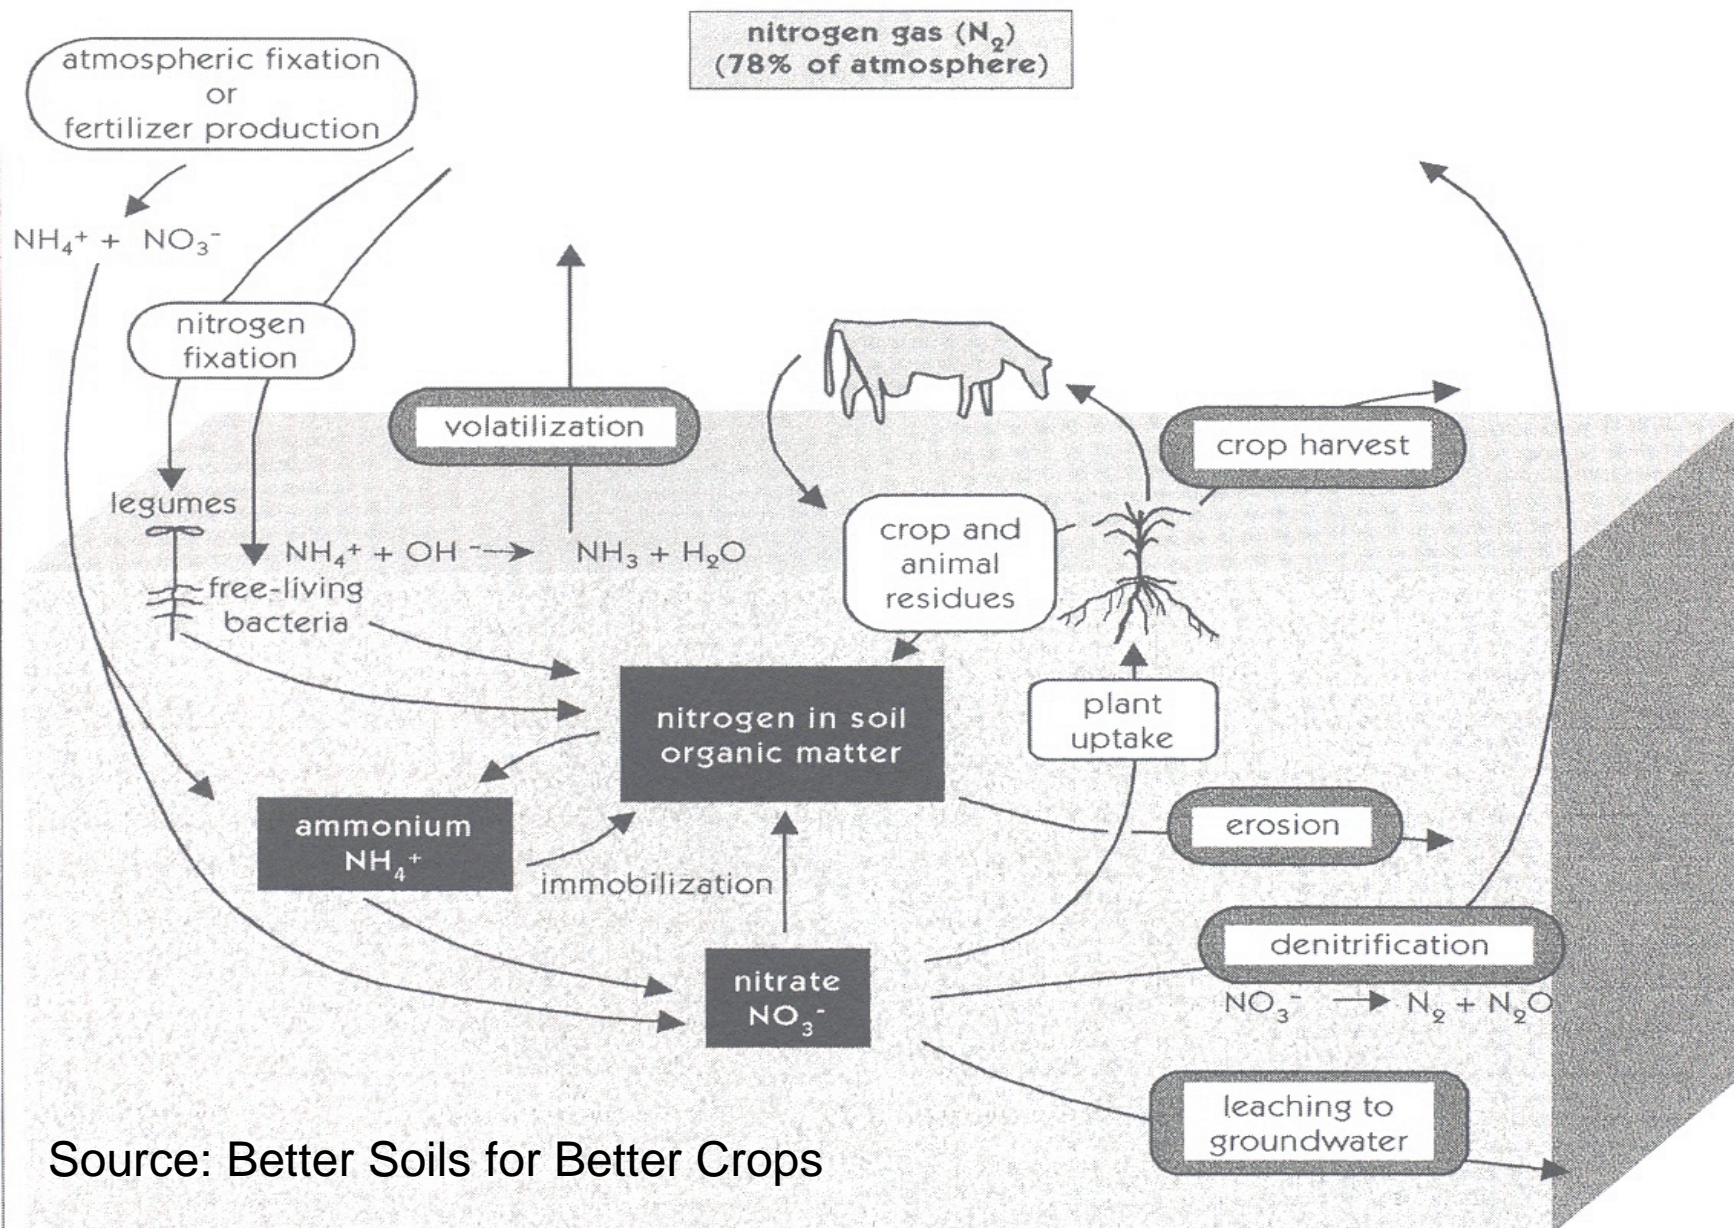 nitrogen gas (N₂)
(78% of atmosphere)
atmospheric fixation
or
fertilizer production
NH₄⁺ + NO₃⁻
nitrogen
fixation
volatilization
crop harvest
legumes
NH₄⁺ + OH⁻ → NH₃ + H₂O
free-living
bacteria
crop and
animal
residues
nitrogen in soil
organic matter
plant
uptake
ammonium
NH₄⁺
immobilization
erosion
nitrate
NO₃⁻
denitrification
NO₃⁻ → N₂ + N₂O
leaching to
groundwater
Source: Better Soils for Better Crops